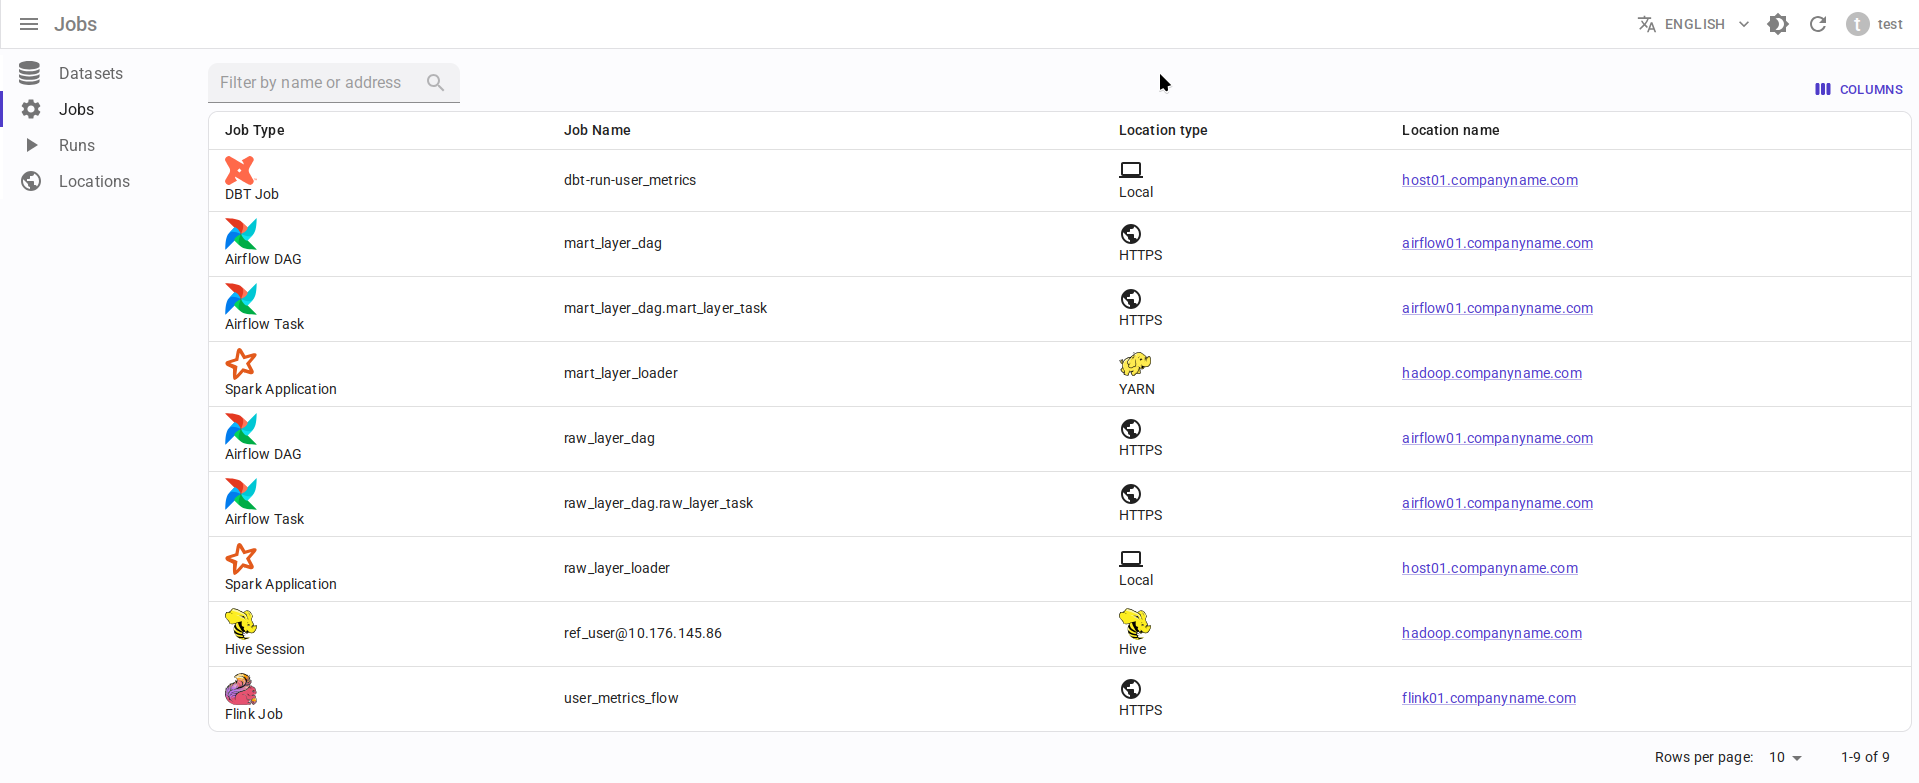 Jobs
ENGLISH
t
test
Datasets
Jobs
Runs
Locations
Filter by name or address
COLUMNS
Job Type Job Name Location type Location name
DBT Job dbt-run-user_metrics Local host01.companyname.com
Airflow DAG mart_layer_dag HTTPS airflow01.companyname.com
Airflow Task mart_layer_dag.mart_layer_task HTTPS airflow01.companyname.com
Spark Application mart_layer_loader YARN hadoop.companyname.com
Airflow DAG raw_layer_dag HTTPS airflow01.companyname.com
Airflow Task raw_layer_dag.raw_layer_task HTTPS airflow01.companyname.com
Spark Application raw_layer_loader Local host01.companyname.com
Hive Session ref_user@10.176.145.86 Hive hadoop.companyname.com
Flink Job user_metrics_flow HTTPS flink01.companyname.com
Rows per page: 10 1-9 of 9